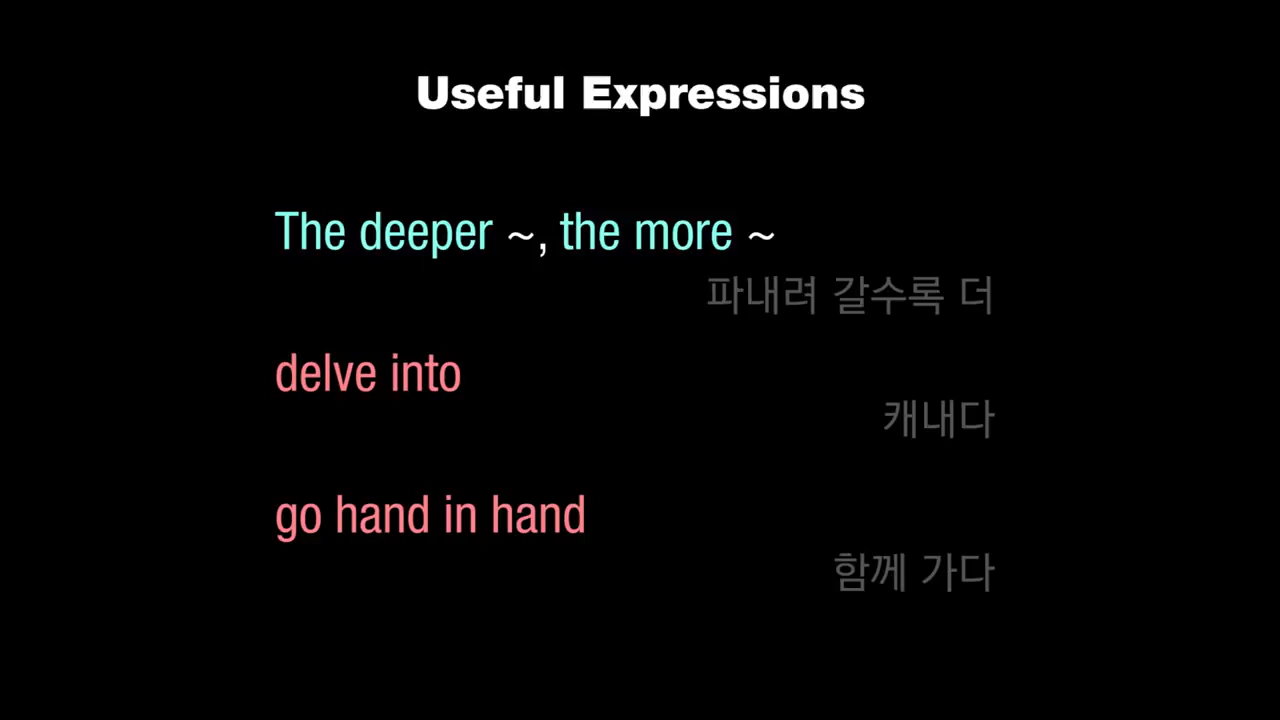 Useful Expressions
The deeper ~, the more ~
파내려 갈수록 더
delve into
캐내다
go hand in hand
함께 가다